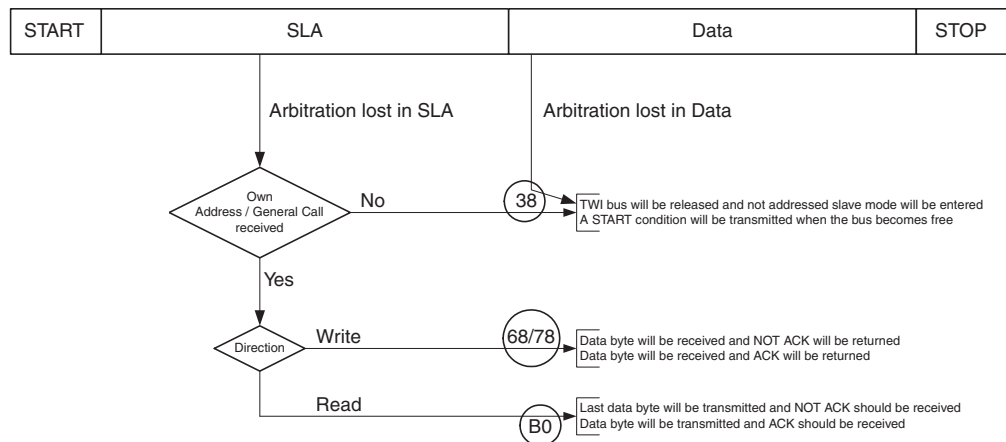 START SLA Data STOP
Arbitration lost in SLA Arbitration lost in Data
Own
Address / General Call
received
No
38
TWI bus will be released and not addressed slave mode will be entered
A START condition will be transmitted when the bus becomes free
Yes
Direction
Write
68/78
Data byte will be received and NOT ACK will be returned
Data byte will be received and ACK will be returned
Read
B0
Last data byte will be transmitted and NOT ACK should be received
Data byte will be transmitted and ACK should be received